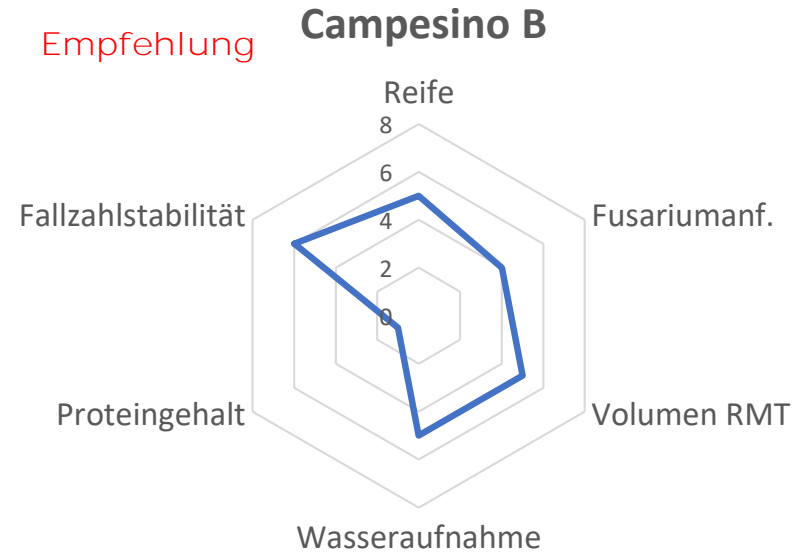 Campesino B
Empfehlung
Reife
8
6
4
2
0
Fallzahlstabilität
Fusariumanf.
Proteingehalt
Volumen RMT
Wasseraufnahme